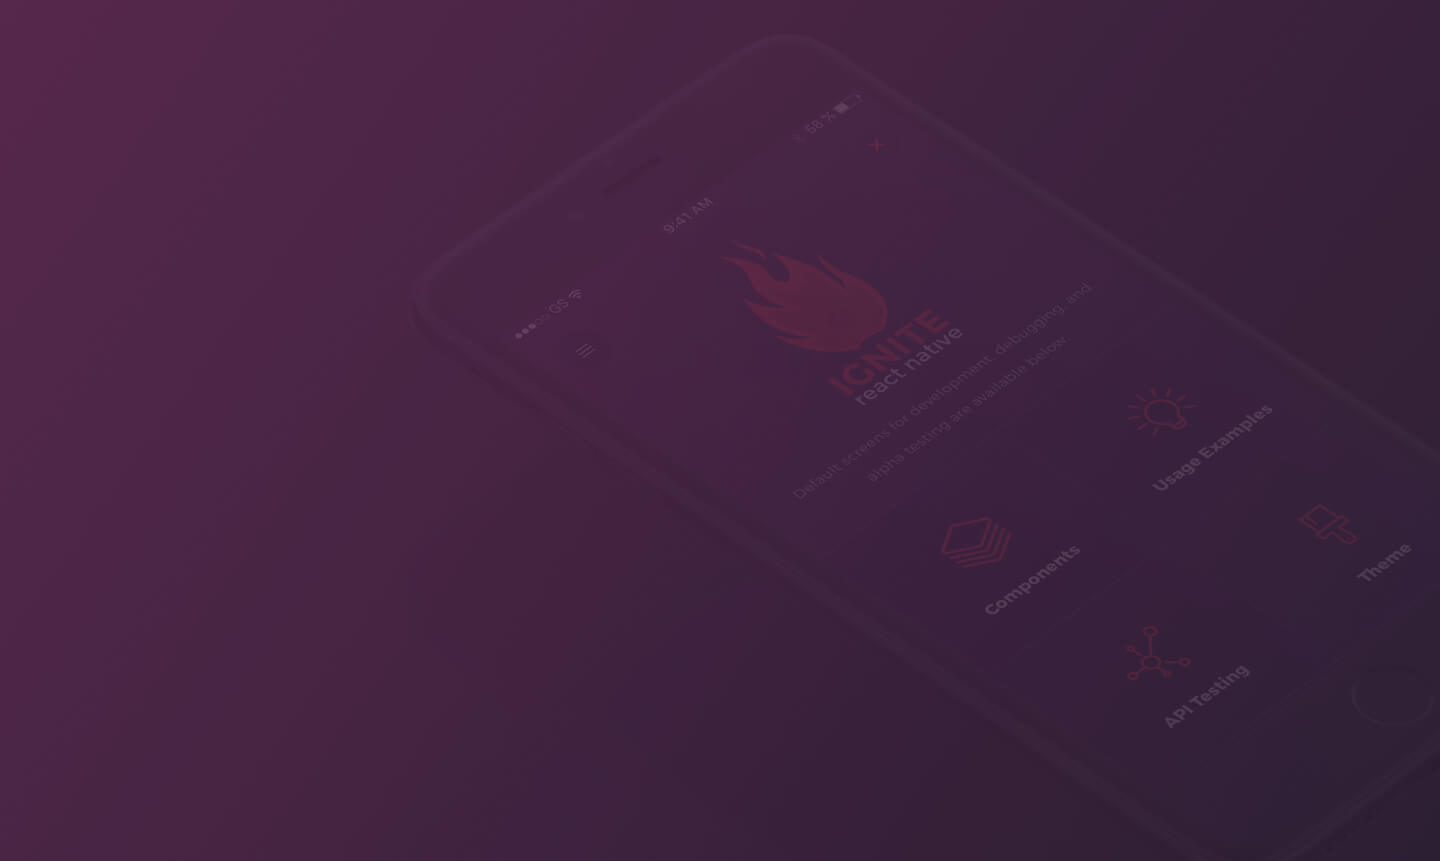 GS
9:41 AM
58 %
IGNITE
react native
Default screens for development, debugging, and
alpha testing are available below.
Components
Usage Examples
API Testing
Theme